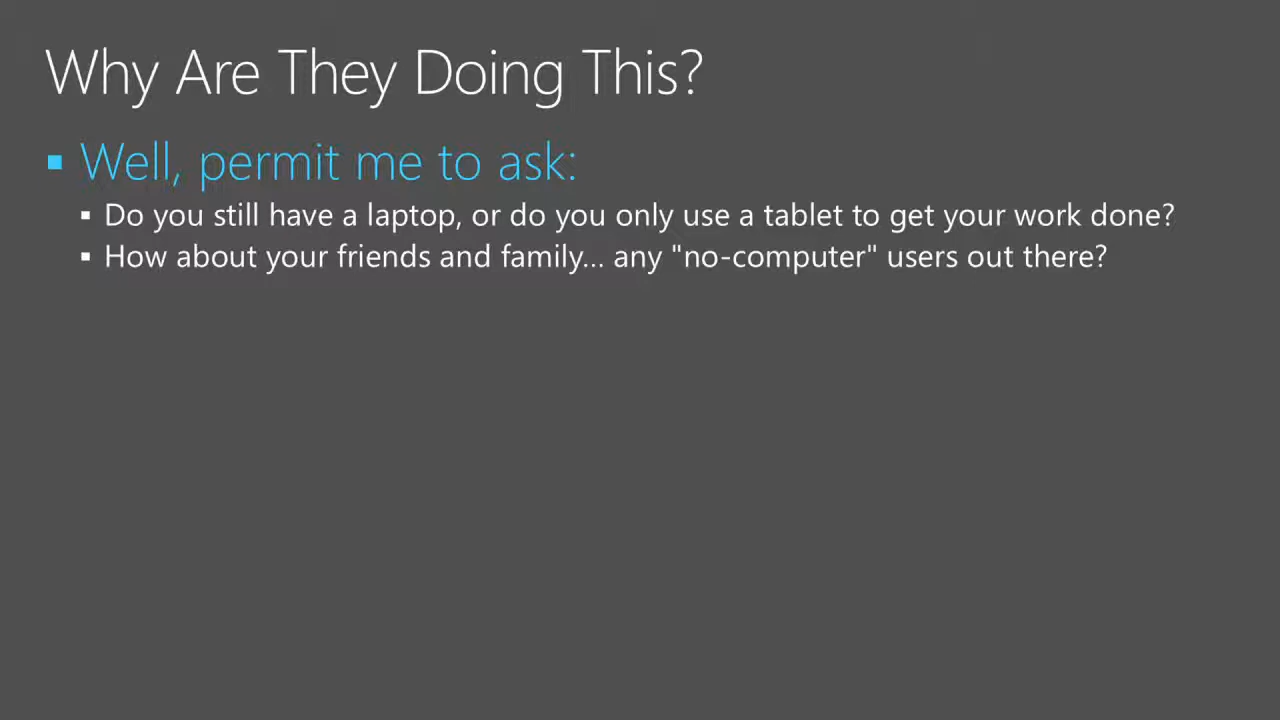 Why Are They Doing This?
▪ Well, permit me to ask:
▪ Do you still have a laptop, or do you only use a tablet to get your work done?
▪ How about your friends and family... any "no-computer" users out there?